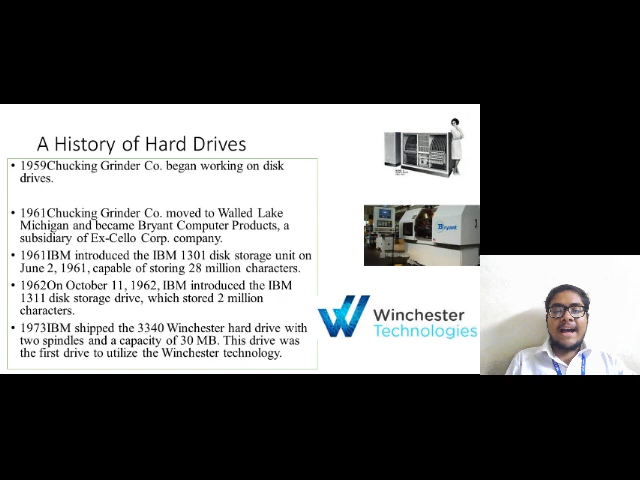 A History of Hard Drives
• 1959Chucking Grinder Co. began working on disk
drives.
• 1961Chucking Grinder Co. moved to Walled Lake
Michigan and became Bryant Computer Products, a
subsidiary of Ex-Cello Corp. company.
• 1961IBM introduced the IBM 1301 disk storage unit on
June 2, 1961, capable of storing 28 million characters.
• 1962On October 11, 1962, IBM introduced the IBM
1311 disk storage drive, which stored 2 million
characters.
• 1973IBM shipped the 3340 Winchester hard drive with
two spindles and a capacity of 30 MB. This drive was
the first drive to utilize the Winchester technology.
Bryant
Winchester
Technologies